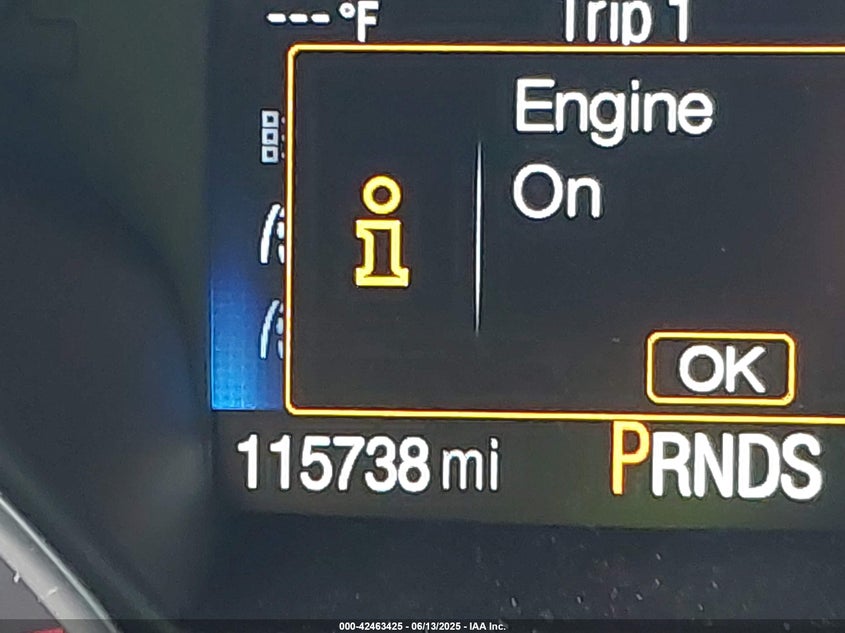 ---°F
Trip 1
Engine
On
OK
115738 mi
PRNDS
000-42463425 - 06/13/2025 - IAA Inc.